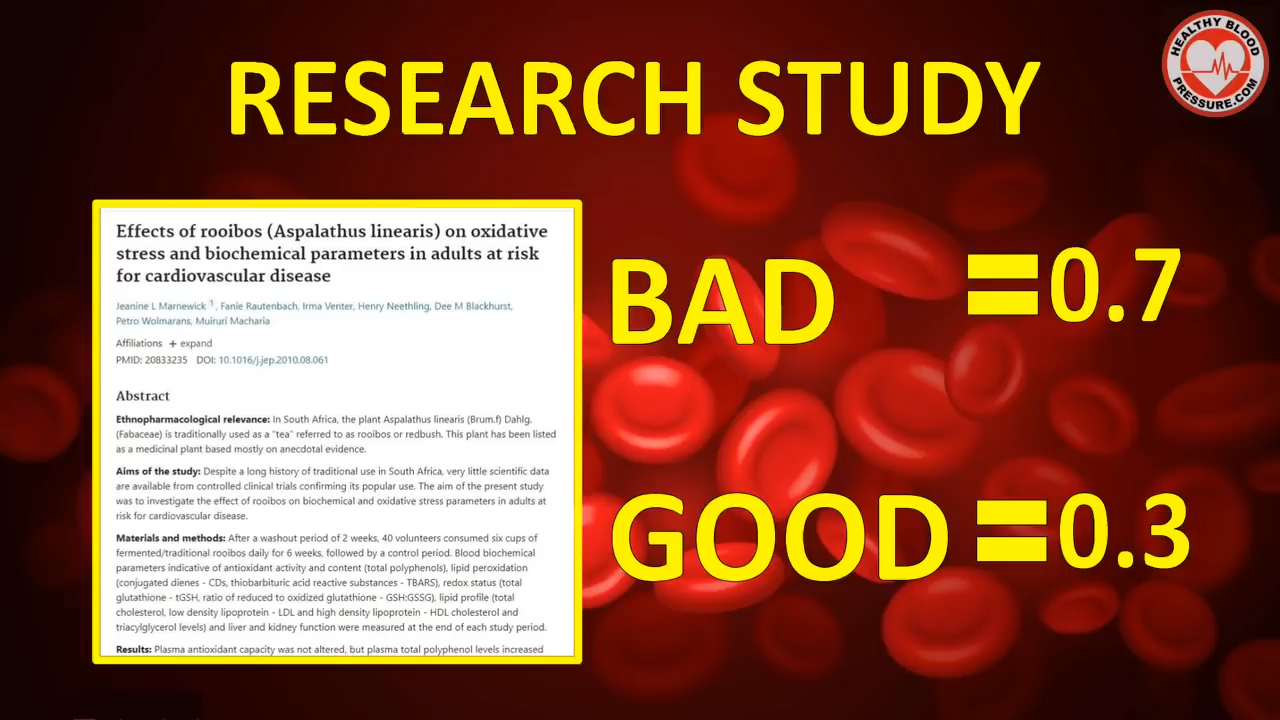 HEALTHY BLOOD
PRESSURE.COM
RESEARCH STUDY
Effects of rooibos (Aspalathus linearis) on oxidative
stress and biochemical parameters in adults at risk
for cardiovascular disease
Jeanine L Marnewick 1, Fanie Rautenbach, Irma Venter, Henry Neethling, Dee M Blackhurst,
Petro Wolmarans, Muiruri Macharia
Affiliations + expand
PMID: 20833235 DOI: 10.1016/j.jep.2010.08.061
Abstract
Ethnopharmacological relevance: In South Africa, the plant Aspalathus linearis (Brum.f) Dahlg.
(Fabaceae) is traditionally used as a "tea" referred to as rooibos or redbush. This plant has been listed
as a medicinal plant based mostly on anecdotal evidence.
Aims of the study: Despite a long history of traditional use in South Africa, very little scientific data
are available from controlled clinical trials confirming its popular use. The aim of the present study
was to investigate the effect of rooibos on biochemical and oxidative stress parameters in adults at
risk for cardiovascular disease.
Materials and methods: After a washout period of 2 weeks, 40 volunteers consumed six cups of
fermented/traditional rooibos daily for 6 weeks, followed by a control period. Blood biochemical
parameters indicative of antioxidant activity and content (total polyphenols), lipid peroxidation
(conjugated dienes - CDs, thiobarbituric acid reactive substances - TBARS), redox status (total
glutathione - tGSH, ratio of reduced to oxidized glutathione - GSH:GSSG), lipid profile (total
cholesterol, low density lipoprotein - LDL and high density lipoprotein - HDL cholesterol and
triacylglycerol levels) and liver and kidney function were measured at the end of each study period.
Results: Plasma antioxidant capacity was not altered, but plasma total polyphenol levels increased
BAD =0.7
GOOD =0.3